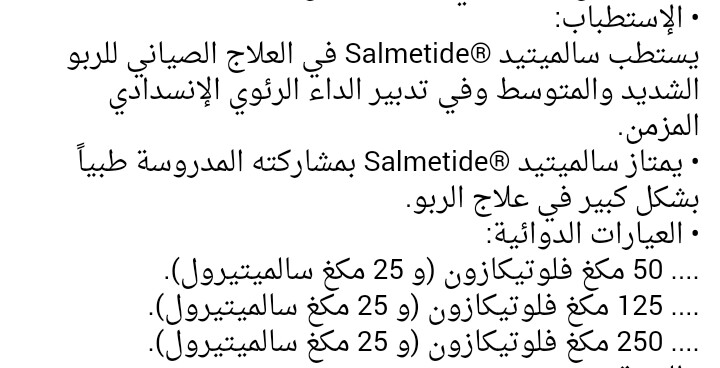 • الإستطباب:
يستطب سالميتيد Salmetide®‎ في العلاج الصياني للربو
الشديد والمتوسط وفي تدبير الداء الرئوي الإنسدادي
المزمن.
• يمتاز سالميتيد Salmetide®‎ بمشاركته المدروسة طبياً
بشكل كبير في علاج الربو.
• العيارات الدوائية:
.... 50 مكغ فلوتيكازون (و 25 مكغ سالميتيرول).
.... 125 مكغ فلوتيكازون (و 25 مكغ سالميتيرول).
.... 250 مكغ فلوتيكازون (و 25 مكغ سالميتيرول).